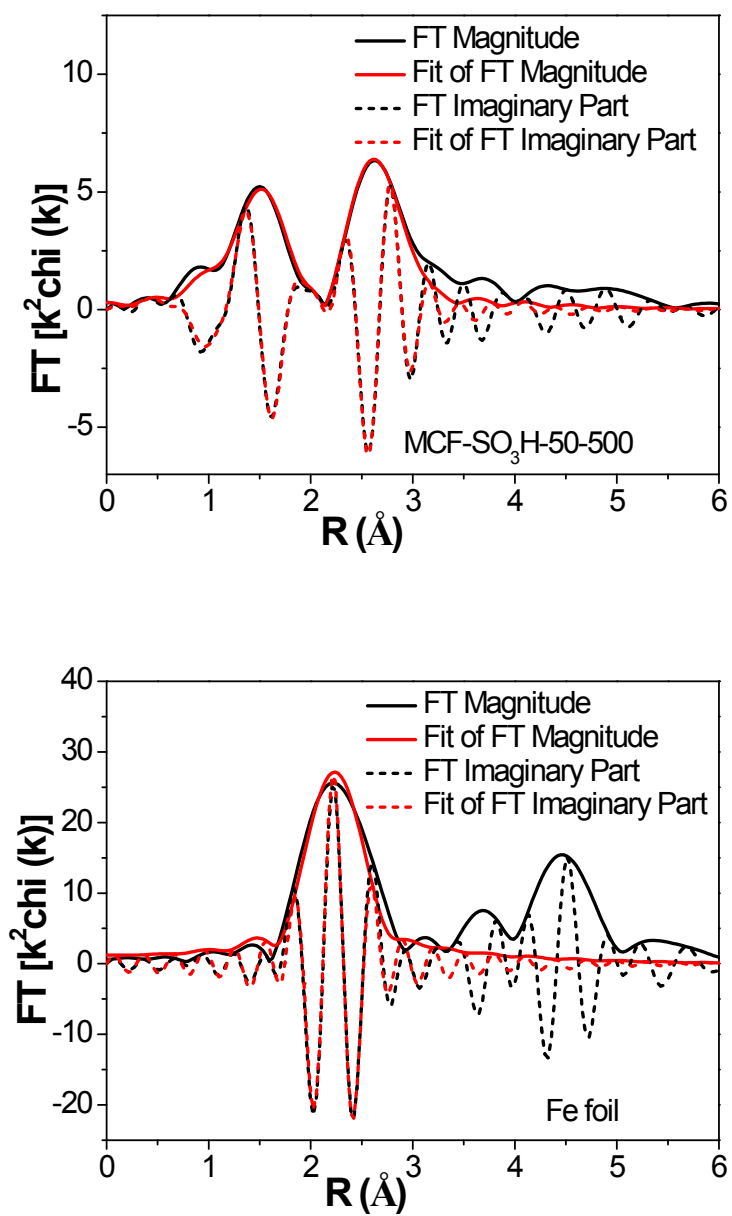 FT Magnitude
Fit of FT Magnitude
FT Imaginary Part
Fit of FT Imaginary Part
10
5
0
-5
FT [k²chi (k)]
MCF-SO₃H-50-500
0 1 2 3 4 5 6
R (Å)
40
30
20
10
0
-10
-20
FT [k²chi (k)]
FT Magnitude
Fit of FT Magnitude
FT Imaginary Part
Fit of FT Imaginary Part
Fe foil
0 1 2 3 4 5 6
R (Å)